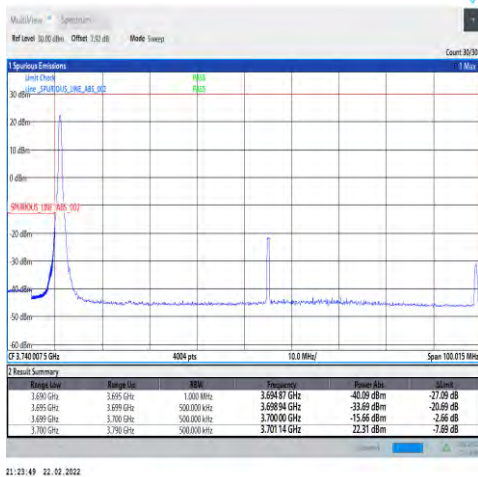 MultiView Spectrum
Ref Level 30.00 dBm Offset 7.92 dB Mode Sweep
Count 30/30
1 Spurious Emissions 1 Max
Limit Check PASS
Line _SPURIOUS_LINE_ABS_002 PASS
30 dBm
20 dBm
10 dBm
0 dBm
SPURIOUS_LINE_ABS_002
-20 dBm
-30 dBm
-40 dBm
-50 dBm
-60 dBm
CF 3.740 007 5 GHz 4004 pts 10.0 MHz/ Span 100.015 MHz
2 Result Summary
Range Low Range Up RBW Frequency Power Abs ΔLimit
3.690 GHz 3.695 GHz 1.000 MHz 3.694 87 GHz -40.09 dBm -27.09 dB
3.695 GHz 3.699 GHz 500.000 kHz 3.698 94 GHz -33.69 dBm -20.69 dB
3.699 GHz 3.700 GHz 500.000 kHz 3.700 00 GHz -15.66 dBm -2.66 dB
3.700 GHz 3.790 GHz 500.000 kHz 3.701 14 GHz 22.31 dBm -7.69 dB
21:23:49 22.02.2022